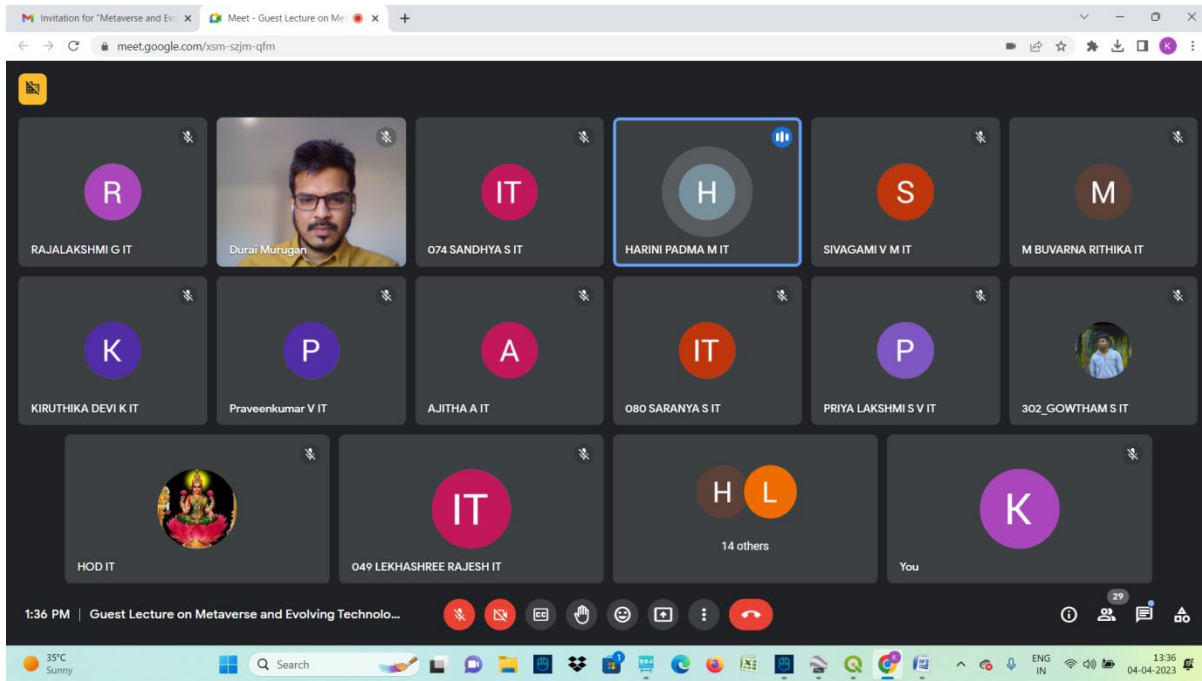 Invitation for "Metaverse and Evo
Meet - Guest Lecture on Met
meet.google.com/xsm-szjm-qfm
K
R
RAJALAKSHMI G IT
Durai Murugan
IT
074 SANDHYA S IT
H
HARINI PADMA M IT
S
SIVAGAMI V M IT
M
M BUVARNA RITHIKA IT
K
KIRUTHIKA DEVI K IT
P
Praveenkumar V IT
A
AJITHA A IT
IT
080 SARANYA S IT
P
PRIYA LAKSHMI S V IT
302_GOWTHAM S IT
HOD IT
IT
049 LEKHASHREE RAJESH IT
H L
14 others
K
You
1:36 PM | Guest Lecture on Metaverse and Evolving Technolo...
CC
29
35°C
Sunny
Search
ENG
IN
13:36
04-04-2023